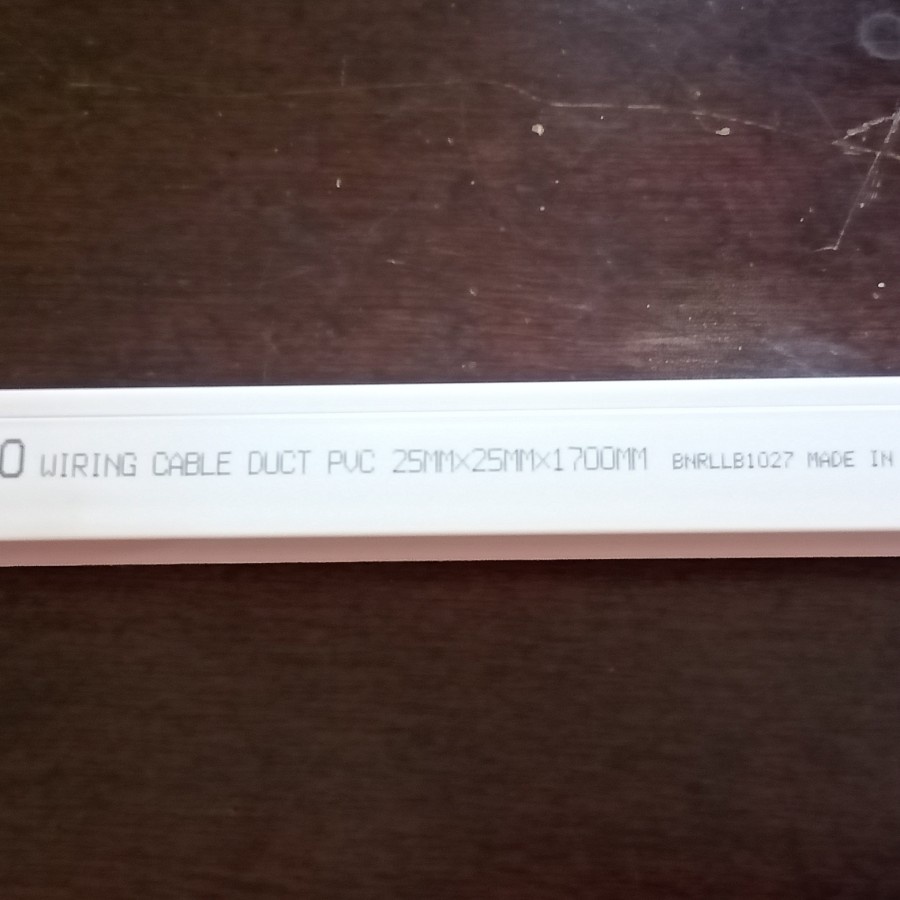 O WIRING CABLE DUCT PVC 25MM×25MM×1700MM BNRLLB1027 MADE IN